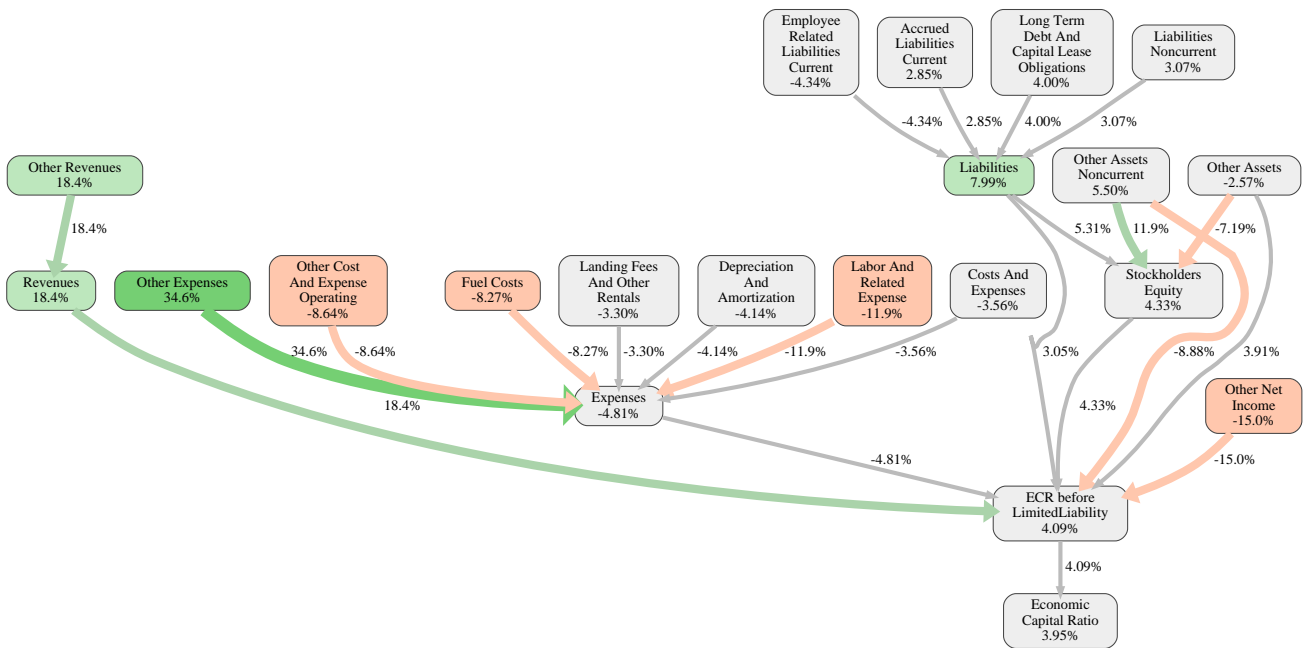 Employee
Related
Liabilities
Current
-4.34%
Accrued
Liabilities
Current
2.85%
Long Term
Debt And
Capital Lease
Obligations
4.00%
Liabilities
Noncurrent
3.07%
-4.34%
2.85%
4.00%
3.07%
Other Revenues
18.4%
Liabilities
7.99%
Other Assets
Noncurrent
5.50%
Other Assets
-2.57%
18.4%
5.31%
11.9%
-7.19%
Revenues
18.4%
Other Expenses
34.6%
Other Cost
And Expense
Operating
-8.64%
Fuel Costs
-8.27%
Landing Fees
And Other
Rentals
-3.30%
Depreciation
And
Amortization
-4.14%
Labor And
Related
Expense
-11.9%
Costs And
Expenses
-3.56%
Stockholders
Equity
4.33%
34.6%
-8.64%
-8.27%
-3.30%
-4.14%
-11.9%
-3.56%
3.05%
-8.88%
3.91%
18.4%
Expenses
-4.81%
4.33%
Other Net
Income
-15.0%
-4.81%
-15.0%
ECR before
LimitedLiability
4.09%
4.09%
Economic
Capital Ratio
3.95%